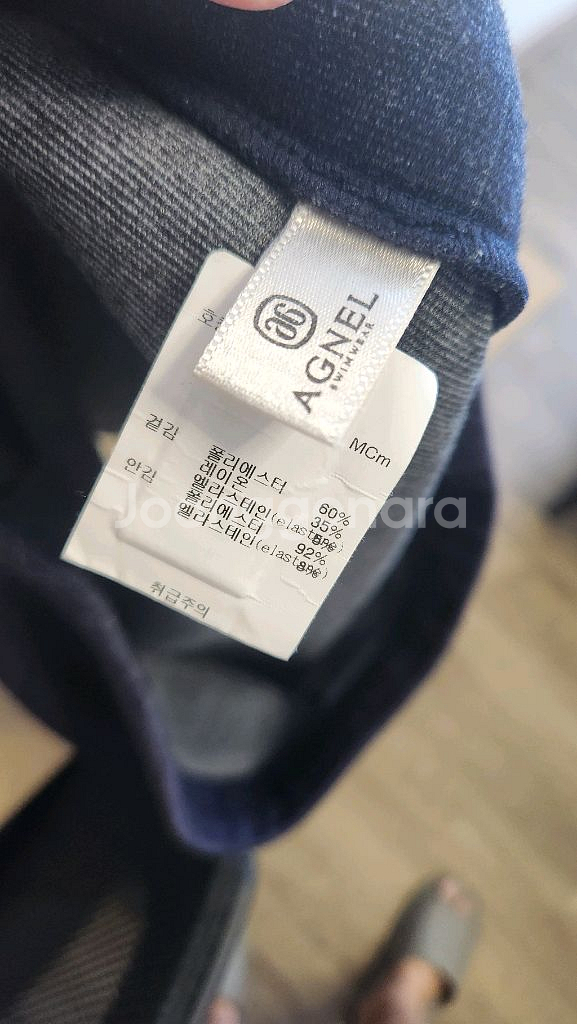 AGNEL
SWIMWEAR
MCm
겉감 폴리에스터 60%
레이온 35%
엘라스테인(elastane) 5%
안감 폴리에스터 92%
엘라스테인(elastane) 8%
취급주의